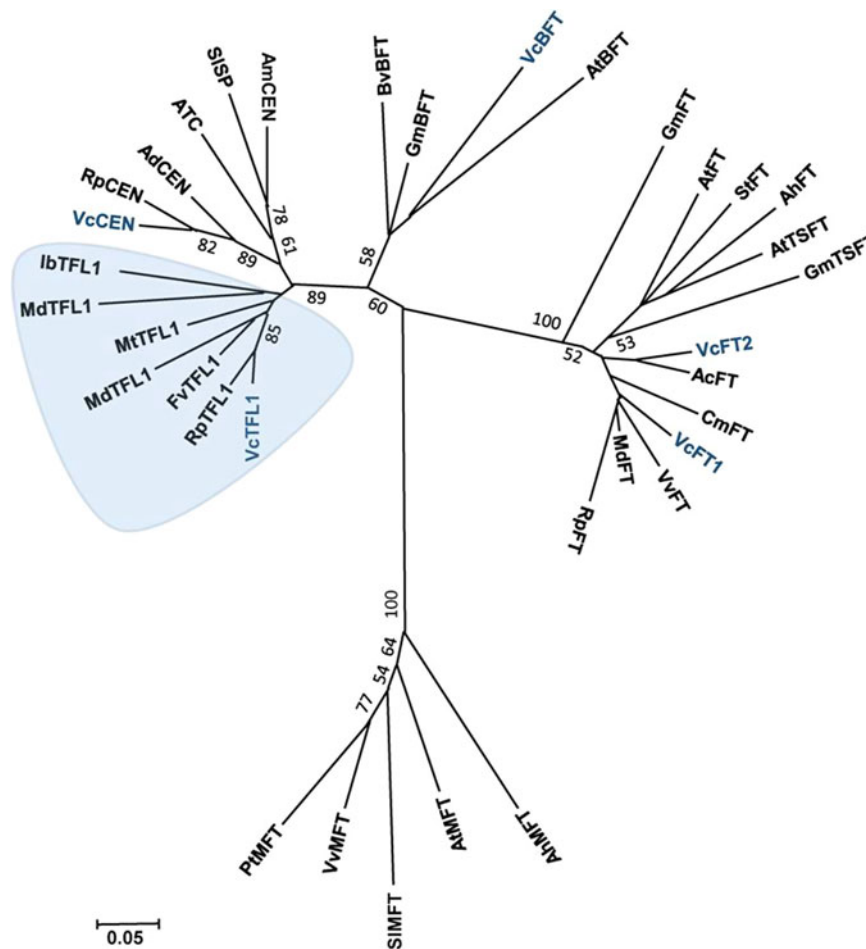 SlSP
AmCEN
ATC
AdCEN
RpCEN
VcCEN
78
61
89
82
IbTFL1
MdTFL1
MtTFL1
MdTFL1
FvTFL1
RpTFL1
VcTFL1
85
89
BvBFT
GmBFT
VcBFT
AtBFT
58
60
GmFT
AtFT
StFT
AhFT
AtTSFT
GmTSFT
100
52
53
VcFT2
AcFT
CmFT
VcFT1
VvFT
MdFT
RpFT
100
64
54
77
PtMFT
VvMFT
SlMFT
AtMFT
AhMFT
0.05